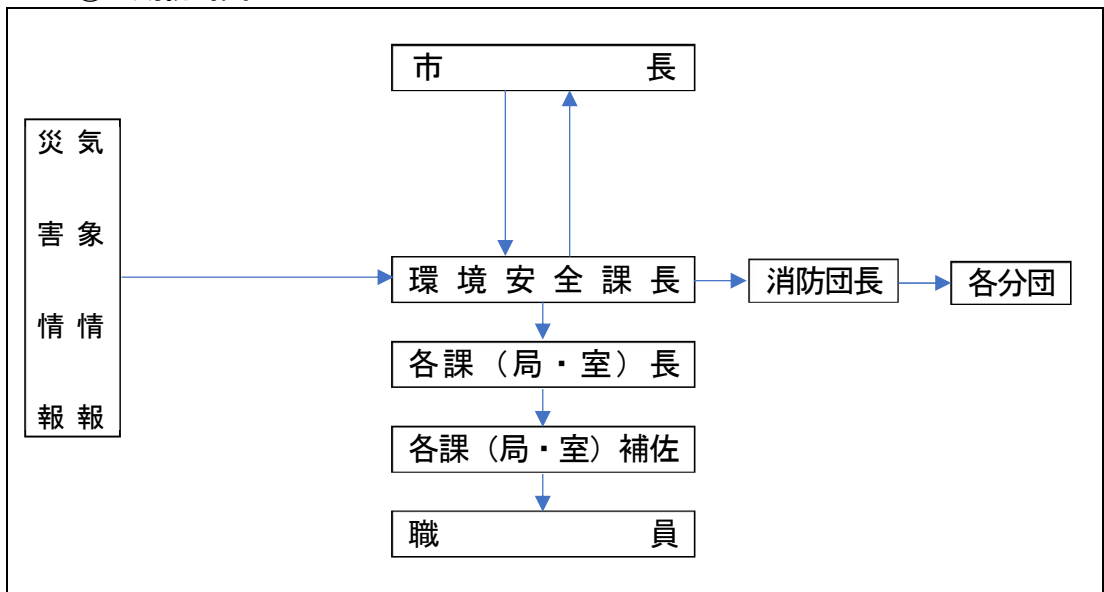 市長
気象情報
災害情報
環境安全課長
消防団長
各分団
各課（局・室）長
各課（局・室）補佐
職員